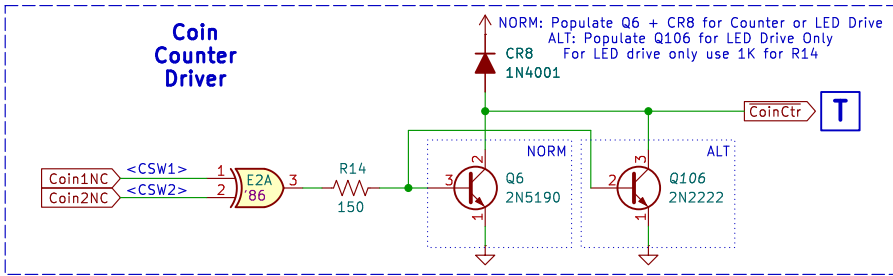 Coin
Counter
Driver
NORM: Populate Q6 + CR8 for Counter or LED Drive
ALT: Populate Q106 for LED Drive Only
For LED drive only use 1K for R14
CR8
1N4001
CoinCtr
T
NORM
ALT
Coin1NC
<CSW1>
1
Coin2NC
<CSW2>
2
E2A
'86
3
R14
150
3
2
Q6
2N5190
1
2
3
Q106
2N2222
1